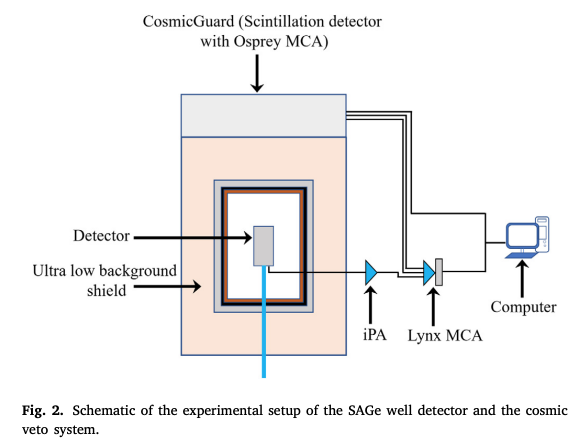 CosmicGuard (Scintillation detector
with Osprey MCA)
Detector
Ultra low background
shield
iPA
Lynx MCA
Computer
Fig. 2. Schematic of the experimental setup of the SAGe well detector and the cosmic
veto system.